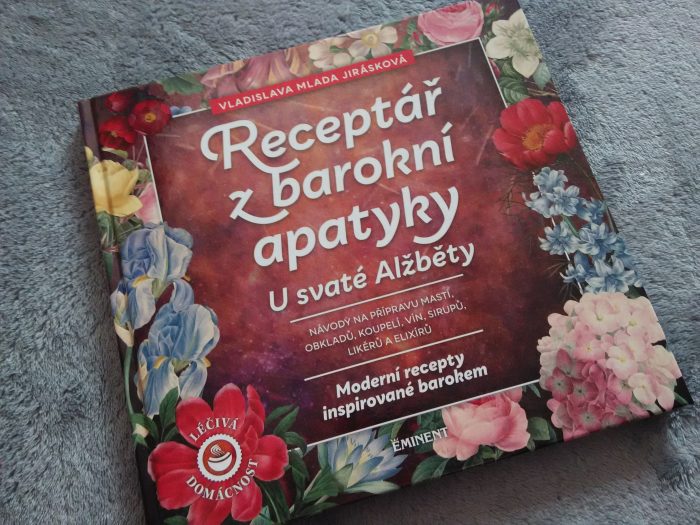 VLADISLAVA MLADA JIRÁSKOVÁ
Receptář
z barokní
apatyky
U svaté Alžběty
NÁVODY NA PŘÍPRAVU MASTÍ,
OBKLADŮ, KOUPELÍ, VÍN, SIRUPŮ,
LIKÉRŮ A ELIXÍRŮ
Moderní recepty
inspirované barokem
LÉČIVÁ
DOMÁCNOST
EMINENT